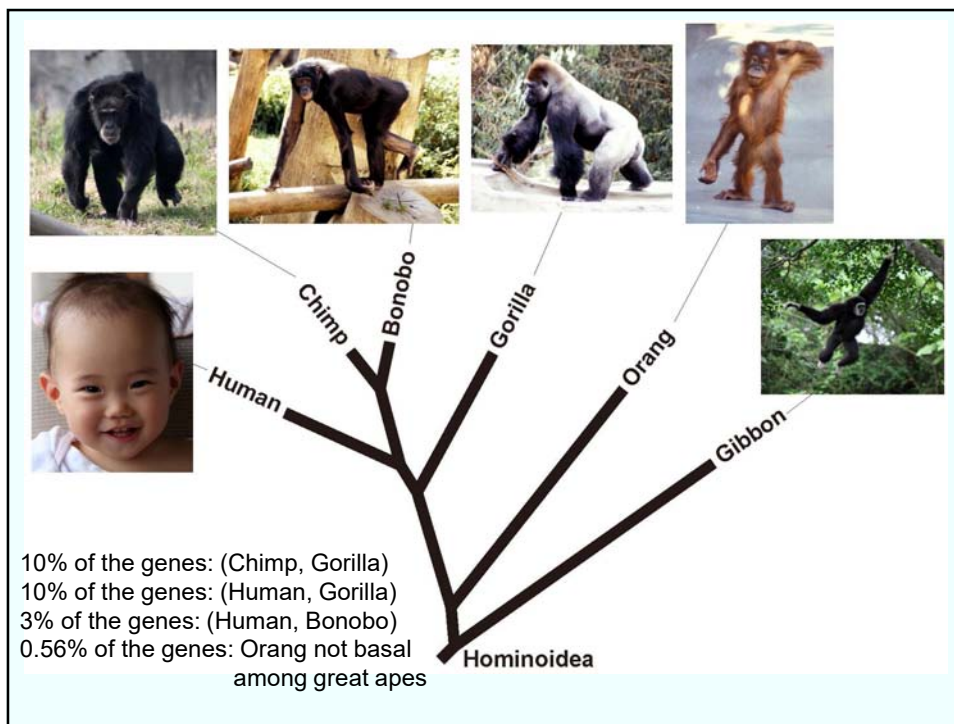 Chimp
Bonobo
Gorilla
Orang
Human
Gibbon
10% of the genes: (Chimp, Gorilla)
10% of the genes: (Human, Gorilla)
3% of the genes: (Human, Bonobo)
0.56% of the genes: Orang not basal
among great apes
Hominoidea